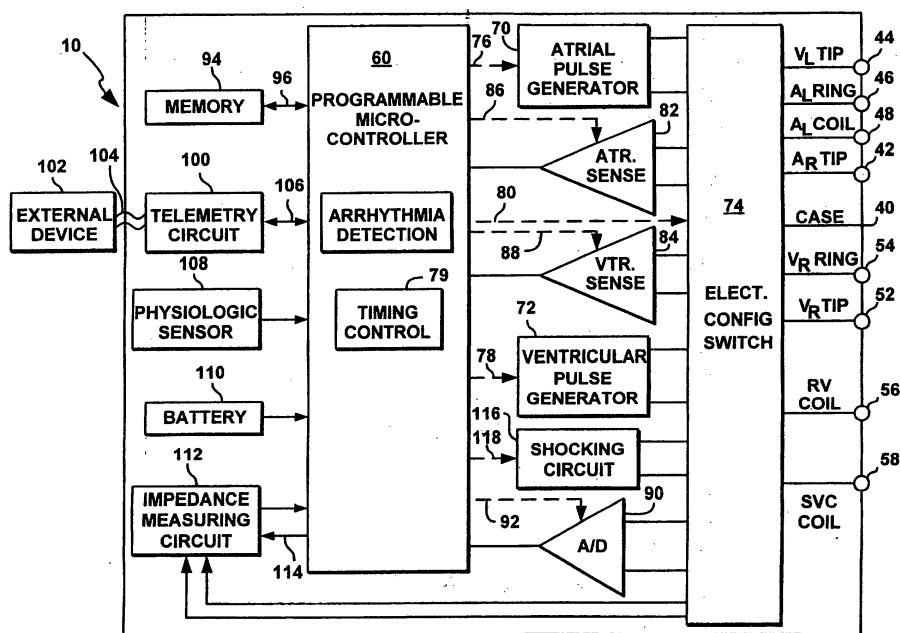 10
94
MEMORY
96
60
PROGRAMMABLE
MICRO-
CONTROLLER
76
70
ATRIAL
PULSE
GENERATOR
86
82
ATR.
SENSE
102
104
EXTERNAL
DEVICE
100
TELEMETRY
CIRCUIT
106
ARRHYTHMIA
DETECTION
80
88
84
VTR.
SENSE
108
PHYSIOLOGIC
SENSOR
79
TIMING
CONTROL
72
78
VENTRICULAR
PULSE
GENERATOR
110
BATTERY
116
118
SHOCKING
CIRCUIT
112
IMPEDANCE
MEASURING
CIRCUIT
114
92
90
A/D
74
ELECT.
CONFIG
SWITCH
VL TIP
44
AL RING
46
AL COIL
48
AR TIP
42
CASE
40
VR RING
54
VR TIP
52
RV
COIL
56
58
SVC
COIL